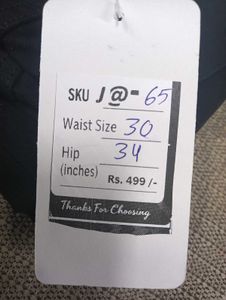 SKU J@-65
Waist Size 30
Hip 34
(inches) Rs. 499 /-
Thanks For Choosing